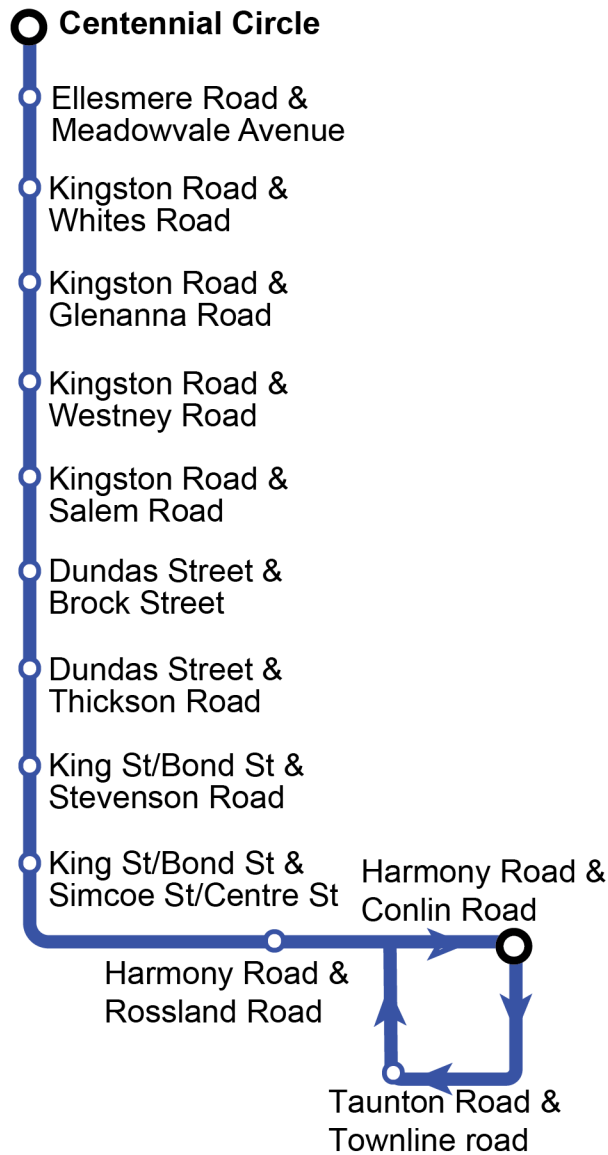 Centennial Circle
Ellesmere Road &
Meadowvale Avenue
Kingston Road &
Whites Road
Kingston Road &
Glenanna Road
Kingston Road &
Westney Road
Kingston Road &
Salem Road
Dundas Street &
Brock Street
Dundas Street &
Thickson Road
King St/Bond St &
Stevenson Road
King St/Bond St &
Simcoe St/Centre St
Harmony Road &
Conlin Road
Harmony Road &
Rossland Road
Taunton Road &
Townline road